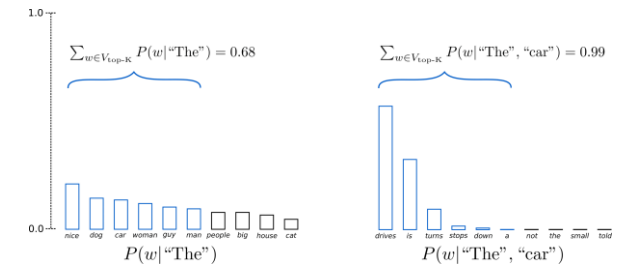 1.0
∑w∈Vtop-K P(w|“The”) = 0.68
∑w∈Vtop-K P(w|“The”, “car”) = 0.99
0.0
nice dog car woman guy man people big house cat
drives is turns stops down a not the small told
P(w|“The”)
P(w|“The”, “car”)